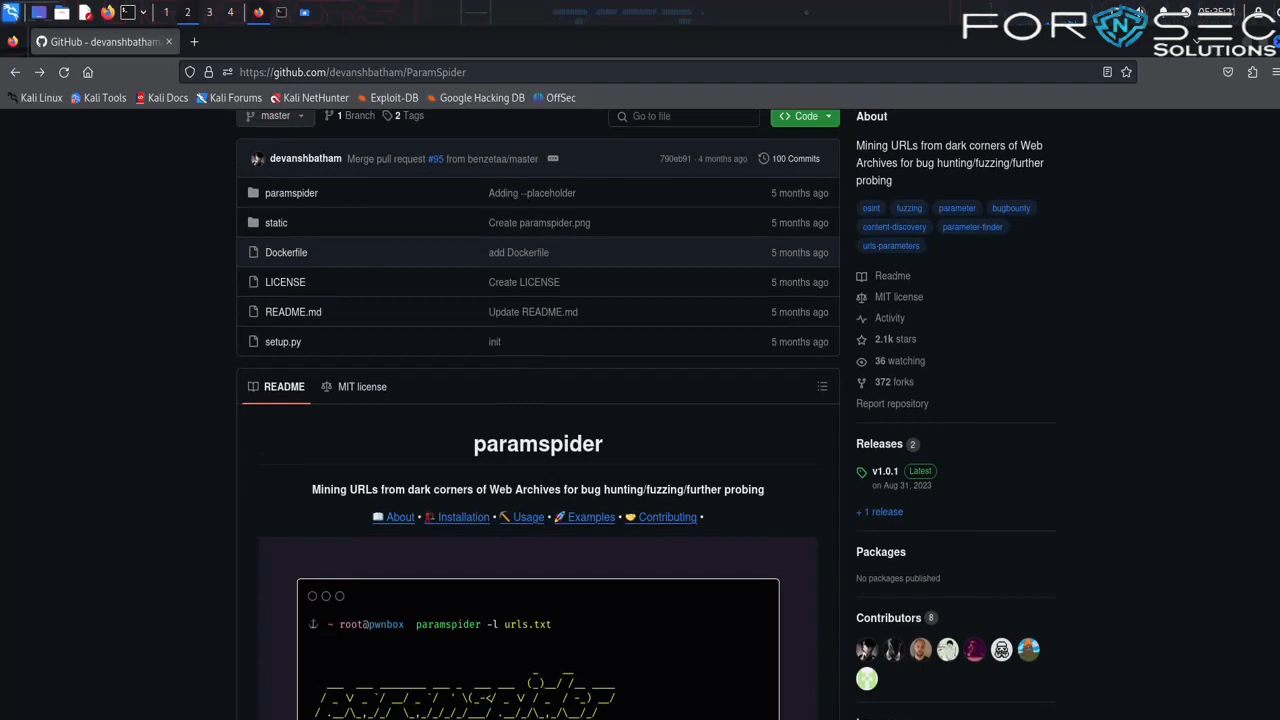 1 2 3 4
05:35:21
FORNSEC
SOLUTIONS
GitHub - devanshbatham/
https://github.com/devanshbatham/ParamSpider
Kali Linux Kali Tools Kali Docs Kali Forums Kali NetHunter Exploit-DB Google Hacking DB OffSec
master 1 Branch 2 Tags Go to file Code
devanshbatham Merge pull request #95 from benzetaa/master 790eb91 · 4 months ago 100 Commits
paramspider Adding --placeholder 5 months ago
static Create paramspider.png 5 months ago
Dockerfile add Dockerfile 5 months ago
LICENSE Create LICENSE 5 months ago
README.md Update README.md 5 months ago
setup.py init 5 months ago
README MIT license
paramspider
Mining URLs from dark corners of Web Archives for bug hunting/fuzzing/further probing
About • Installation • Usage • Examples • Contributing •
~ root@pwnbox paramspider -l urls.txt
About
Mining URLs from dark corners of Web
Archives for bug hunting/fuzzing/further
probing
osint fuzzing parameter bugbounty
content-discovery parameter-finder
urls-parameters
Readme
MIT license
Activity
2.1k stars
36 watching
372 forks
Report repository
Releases 2
v1.0.1 Latest
on Aug 31, 2023
+ 1 release
Packages
No packages published
Contributors 8